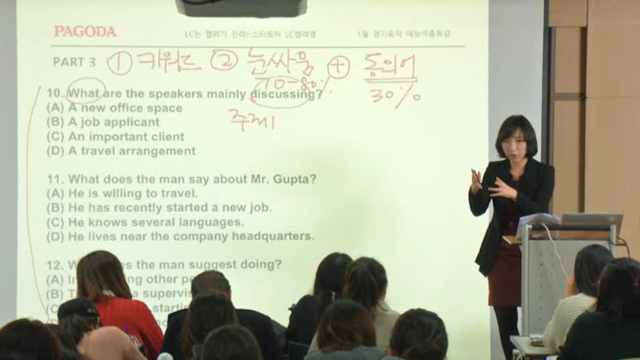 PAGODA
LC는 켈리가 진리!-스타토익 LC켈리쌤
1월 정기토익 예상적중특강
PART 3 ① 키워드 ② 눈싸움 + 동의어
70-80% 30%
10. What are the speakers mainly discussing?
주제
(A) A new office space
(B) A job applicant
(C) An important client
(D) A travel arrangement
11. What does the man say about Mr. Gupta?
(A) He is willing to travel.
(B) He has recently started a new job.
(C) He knows several languages.
(D) He lives near the company headquarters.
12. the man suggest doing?
(A) other
(B) a
(C)
(D)